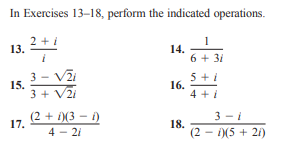 In Exercises 13–18, perform the indicated operations.
13. (2 + i)/i
14. 1/(6 + 3i)
15. (3 − √2i)/(3 + √2i)
16. (5 + i)/(4 + i)
17. (2 + i)(3 − i)/(4 − 2i)
18. (3 − i)/((2 − i)(5 + 2i))